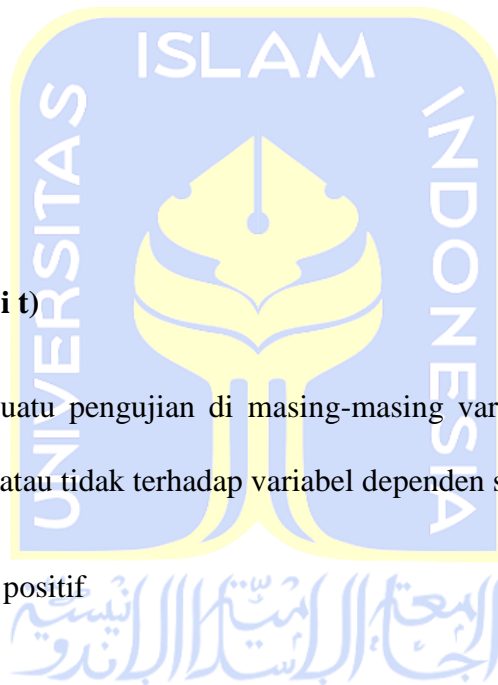 ISLAM
UNIVERSITAS
INDONESIA
i t)
uatu pengujian di masing-masing var
atau tidak terhadap variabel dependen s
positif